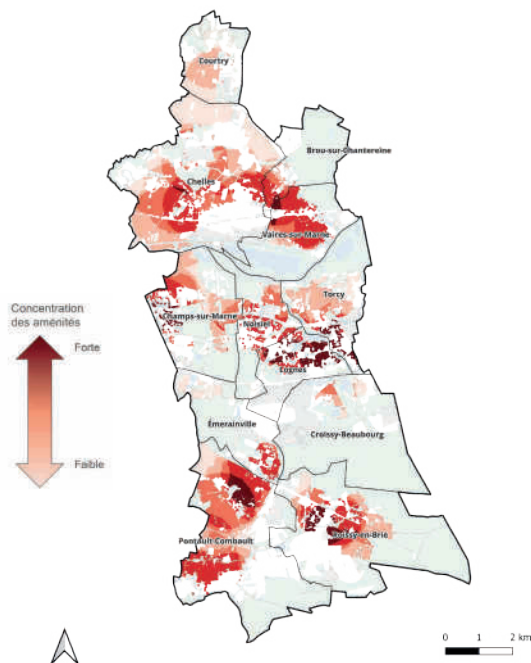 Courtry
Brou-sur-Chantereine
Chelles
Vaires-sur-Marne
Torcy
Concentration
des aménités
Champs-sur-Marne
Noisiel
Forte
Lognes
Émerainville
Croissy-Beaubourg
Faible
Roissy-en-Brie
Pontault-Combault
0 1 2 km